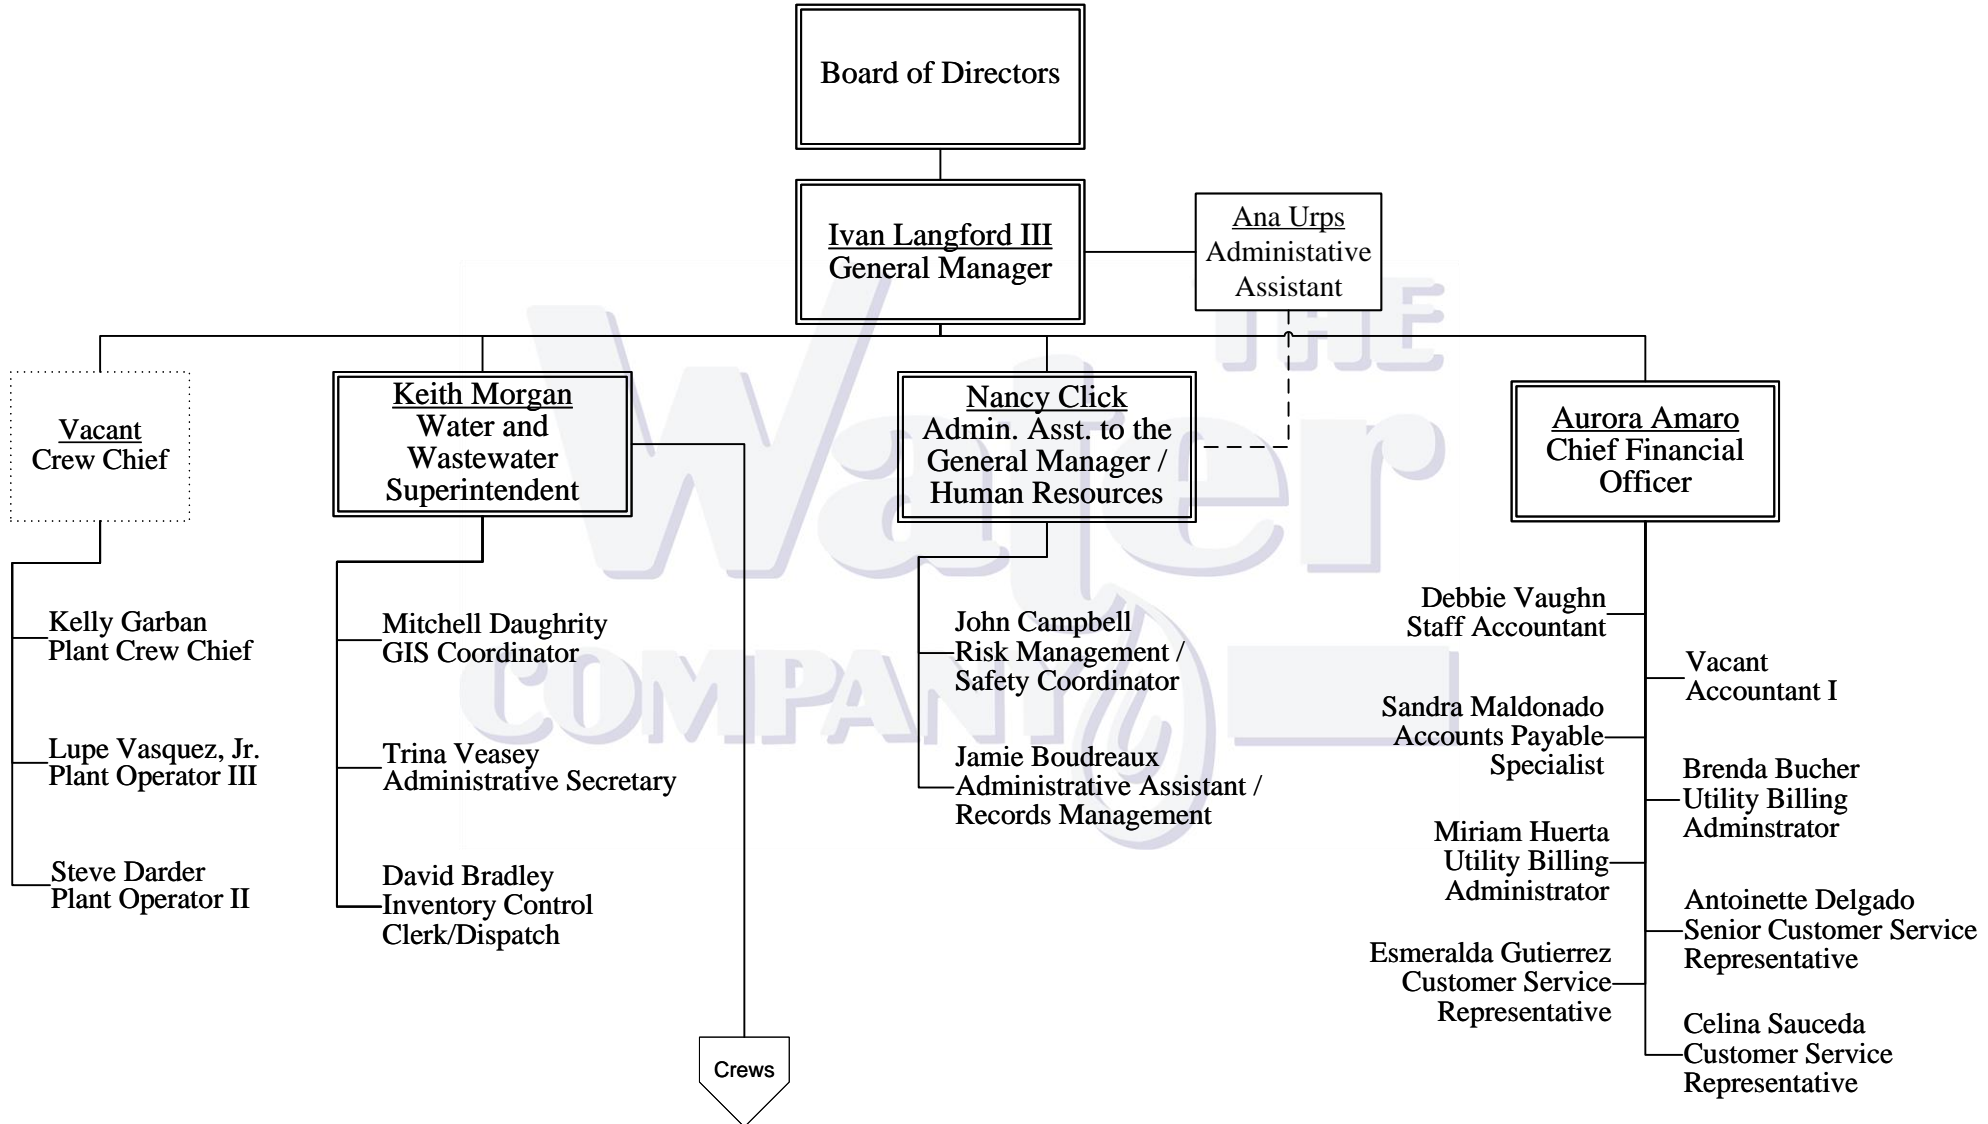 Board of Directors
Ivan Langford III
General Manager
Ana Urps
Administative
Assistant
Vacant
Crew Chief
Keith Morgan
Water and
Wastewater
Superintendent
Nancy Click
Admin. Asst. to the
General Manager /
Human Resources
Aurora Amaro
Chief Financial
Officer
Kelly Garban
Plant Crew Chief
Lupe Vasquez, Jr.
Plant Operator III
Steve Darder
Plant Operator II
Mitchell Daughrity
GIS Coordinator
Trina Veasey
Administrative Secretary
David Bradley
Inventory Control
Clerk/Dispatch
Crews
John Campbell
Risk Management /
Safety Coordinator
Jamie Boudreaux
Administrative Assistant /
Records Management
Debbie Vaughn
Staff Accountant
Vacant
Accountant I
Sandra Maldonado
Accounts Payable
Specialist
Brenda Bucher
Utility Billing
Adminstrator
Miriam Huerta
Utility Billing
Administrator
Antoinette Delgado
Senior Customer Service
Representative
Esmeralda Gutierrez
Customer Service
Representative
Celina Sauceda
Customer Service
Representative
THE
Water
COMPANY